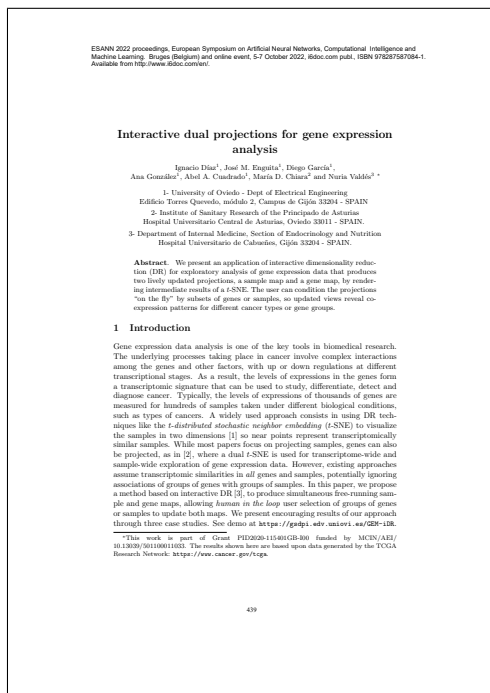 ESANN 2022 proceedings, European Symposium on Artificial Neural Networks, Computational Intelligence and
Machine Learning. Bruges (Belgium) and online event, 5-7 October 2022, i6doc.com publ., ISBN 978287587084-1.
Available from http://www.i6doc.com/en/.
Interactive dual projections for gene expression
analysis
Ignacio Díaz¹, José M. Enguita¹, Diego García¹,
Ana González¹, Abel A. Cuadrado¹, María D. Chiara² and Nuria Valdés³ *
1- University of Oviedo - Dept of Electrical Engineering
Edificio Torres Quevedo, módulo 2, Campus de Gijón 33204 - SPAIN
2- Institute of Sanitary Research of the Principado de Asturias
Hospital Universitario Central de Asturias, Oviedo 33011 - SPAIN.
3- Department of Internal Medicine, Section of Endocrinology and Nutrition
Hospital Universitario de Cabueñes, Gijón 33204 - SPAIN.
Abstract. We present an application of interactive dimensionality reduc-
tion (DR) for exploratory analysis of gene expression data that produces
two lively updated projections, a sample map and a gene map, by ren-
dering intermediate results of a t-SNE. The user can condition the projections
"on the fly" by subsets of genes or samples, so updated views reveal co-
expression patterns for different cancer types or gene groups.
1 Introduction
Gene expression data analysis is one of the key tools in biomedical research.
The underlying processes taking place in cancer involve complex interactions
among the genes and other factors, with up or down regulations at different
transcriptional stages. As a result, the levels of expressions in the genes form
a transcriptomic signature that can be used to study, differentiate, detect and
diagnose cancer. Typically, the levels of expressions of thousands of genes are
measured for hundreds of samples taken under different biological conditions,
such as types of cancers. A widely used approach consists in using DR tech-
niques like the t-distributed stochastic neighbor embedding (t-SNE) to visualize
the samples in two dimensions [1] so near points represent transcriptomically
similar samples. While most papers focus on projecting samples, genes can also
be projected, as in [2], where a dual t-SNE is used for transcriptome-wide and
sample-wide exploration of gene expression data. However, existing approaches
assume transcriptomic similarities in all genes and samples, potentially ignoring
associations of groups of genes with groups of samples. In this paper, we propose
a method based on interactive DR [3], to produce simultaneous free-running sam-
ple and gene maps, allowing human in the loop user selection of groups of genes
or samples to update both maps. We present encouraging results of our approach
through three case studies. See demo at https://gsdpi.edv.uniovi.es/GEM-iDR.
*This work is part of Grant PID2020-115401GB-I00 funded by MCIN/AEI/
10.13039/501100011033. The results shown here are based upon data generated by the TCGA
Research Network: https://www.cancer.gov/tcga.
439